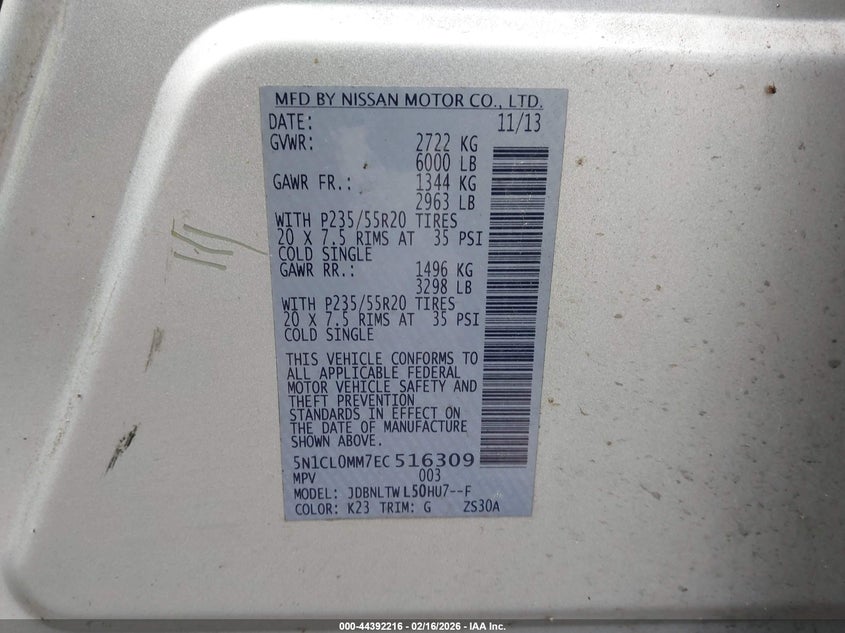 MFD BY NISSAN MOTOR CO., LTD.
DATE: 11/13
GVWR: 2722 KG
6000 LB
GAWR FR.: 1344 KG
2963 LB
WITH P235/55R20 TIRES
20 X 7.5 RIMS AT 35 PSI
COLD SINGLE
GAWR RR.: 1496 KG
3298 LB
WITH P235/55R20 TIRES
20 X 7.5 RIMS AT 35 PSI
COLD SINGLE
THIS VEHICLE CONFORMS TO
ALL APPLICABLE FEDERAL
MOTOR VEHICLE SAFETY AND
THEFT PREVENTION
STANDARDS IN EFFECT ON
THE DATE OF MANUFACTURE
SHOWN ABOVE.
5N1CL0MM7EC516309
MPV 003
MODEL: JDBNLTWL50HU7--F
COLOR: K23 TRIM: G ZS30A
000-44392216 - 02/16/2026 - IAA Inc.